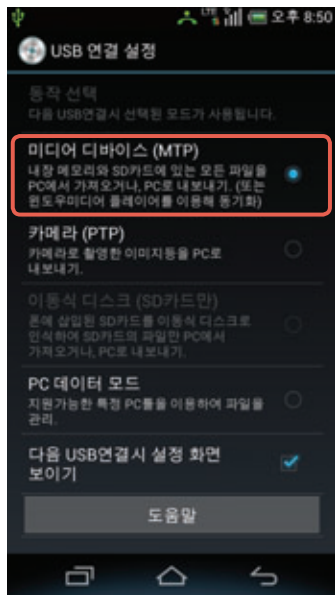 LTE 오후 8:50
USB 연결 설정
동작 선택
다음 USB연결시 선택된 모드가 사용됩니다.
미디어 디바이스 (MTP)
내장 메모리와 SD카드에 있는 모든 파일을
PC에서 가져오거나, PC로 내보내기. (또는
윈도우미디어 플레이어를 이용해 동기화)
카메라 (PTP)
카메라로 촬영한 이미지등을 PC로
내보내기.
이동식 디스크 (SD카드만)
폰에 삽입된 SD카드를 이동식 디스크로
인식하여 SD카드의 파일만 PC에서
가져오거나, PC로 내보내기.
PC 데이터 모드
지원가능한 특정 PC툴을 이용하여 파일을
관리.
다음 USB연결시 설정 화면
보이기
도움말